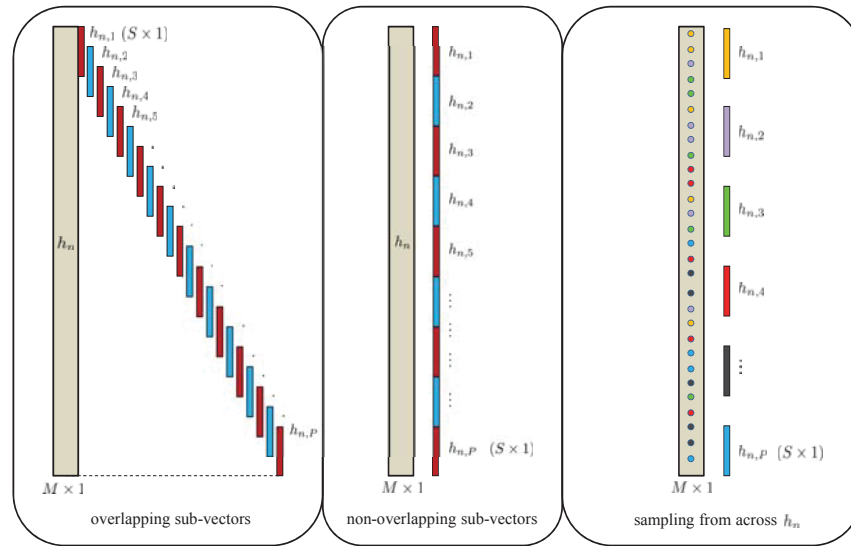 h_{n,1} (S × 1)
h_{n,2}
h_{n,3}
h_{n,4}
h_{n,5}
h_n
h_{n,P}
M × 1
overlapping sub-vectors
h_{n,1}
h_{n,2}
h_{n,3}
h_{n,4}
h_n
h_{n,5}
⋮
⋮
⋮
h_{n,P} (S × 1)
M × 1
non-overlapping sub-vectors
h_{n,1}
h_{n,2}
h_{n,3}
h_{n,4}
⋮
h_{n,P} (S × 1)
M × 1
sampling from across h_n